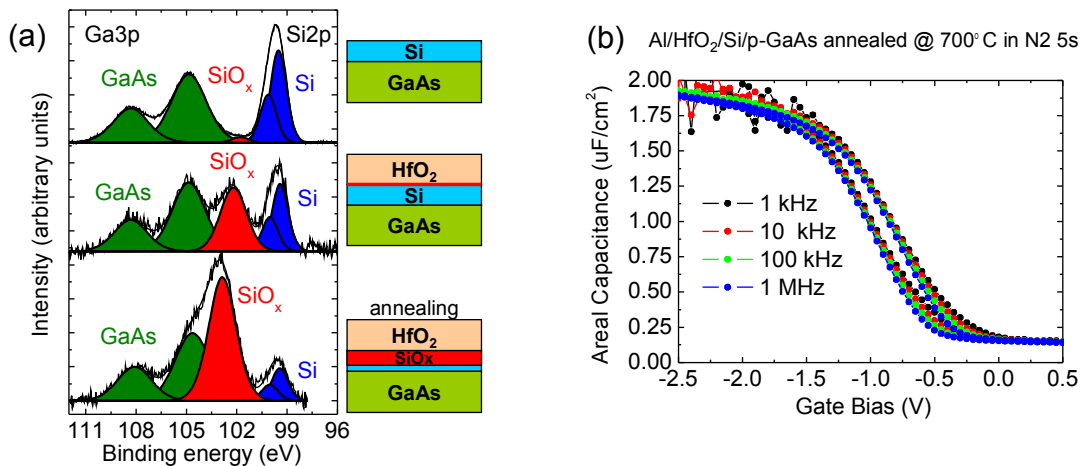 (a)
Ga3p
Si2p
GaAs
SiOx
Si
Si
GaAs
GaAs
SiOx
Si
HfO2
Si
GaAs
GaAs
SiOx
Si
annealing
HfO2
SiOx
GaAs
Intensity (arbitrary units)
111 108 105 102 99 96
Binding energy (eV)
(b)
Al/HfO2/Si/p-GaAs annealed @ 700°C in N2 5s
2.00
1.75
1.50
1.25
1.00
0.75
0.50
0.25
0.00
Areal Capacitance (uF/cm2)
1 kHz
10 kHz
100 kHz
1 MHz
-2.5 -2.0 -1.5 -1.0 -0.5 0.0 0.5
Gate Bias (V)